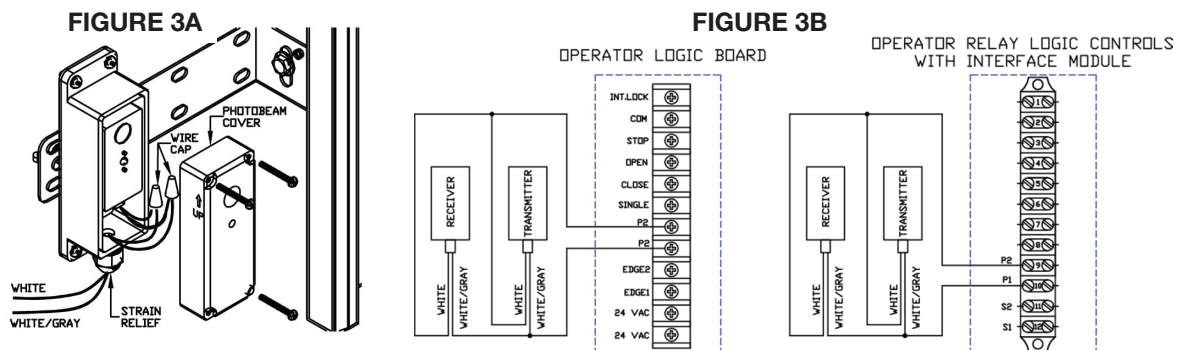 FIGURE 3A
PHOTOBEAM
COVER
WIRE
CAP
UP
WHITE
WHITE/GRAY
STRAIN
RELIEF
FIGURE 3B
OPERATOR LOGIC BOARD
INT.LOCK
COM
STOP
OPEN
CLOSE
SINGLE
P2
P2
EDGE2
EDGE1
24 VAC
24 VAC
RECEIVER
TRANSMITTER
WHITE
WHITE/GRAY
WHITE
WHITE/GRAY
OPERATOR RELAY LOGIC CONTROLS
WITH INTERFACE MODULE
1
2
3
4
5
6
7
8
P2 9
P1 10
S2 11
S1 12
RECEIVER
TRANSMITTER
WHITE
WHITE/GRAY
WHITE
WHITE/GRAY